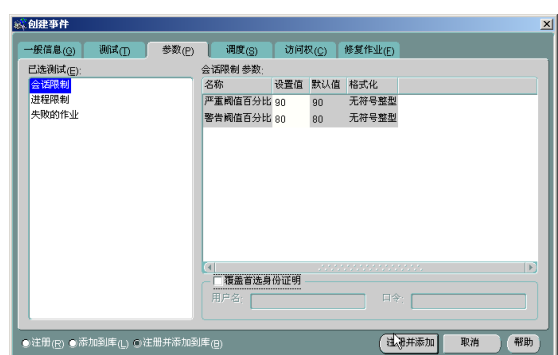 创建事件
一般信息(O) 测试(T) 参数(P) 调度(S) 访问权(C) 修复作业(F)
已选测试(E):
会话限制
进程限制
失败的作业
会话限制 参数:
名称 设置值 默认值 格式化
严重阈值百分比 90 90 无符号整型
警告阈值百分比 80 80 无符号整型
覆盖首选身份证明
用户名: 口令:
注册(R) 添加到库(L) 注册并添加到库(B)
注册并添加 取消 帮助